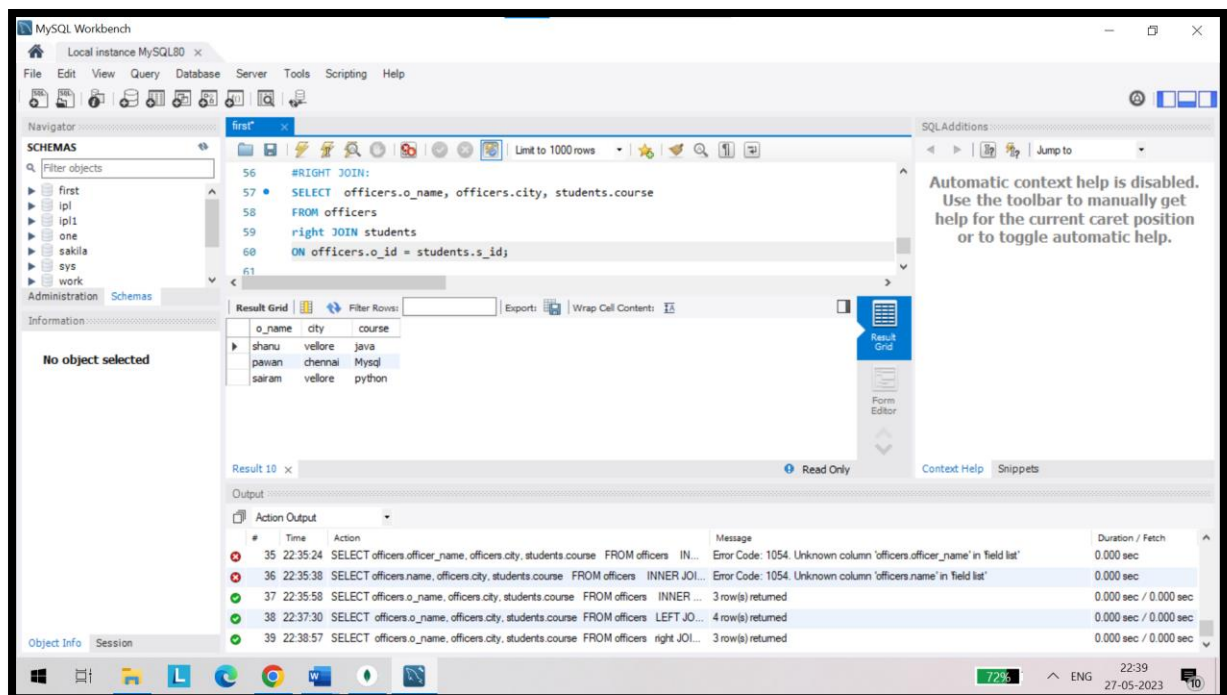 MySQL Workbench
Local instance MySQL80
File Edit View Query Database Server Tools Scripting Help
Navigator
SCHEMAS
Filter objects
first
ipl
ipl1
one
sakila
sys
work
Administration Schemas
Information
No object selected
Object Info Session
first*
Limit to 1000 rows
56 #RIGHT JOIN:
57 SELECT officers.o_name, officers.city, students.course
58 FROM officers
59 right JOIN students
60 ON officers.o_id = students.s_id;
61
Result Grid Filter Rows: Export: Wrap Cell Content:
o_name city course
shanu vellore java
pawan chennai Mysql
sairam vellore python
Result Grid
Form Editor
Result 10 Read Only
SQLAdditions
Jump to
Automatic context help is disabled.
Use the toolbar to manually get
help for the current caret position
or to toggle automatic help.
Context Help Snippets
Output
Action Output
# Time Action Message Duration / Fetch
35 22:35:24 SELECT officers.officer_name, officers.city, students.course FROM officers IN... Error Code: 1054. Unknown column 'officers.officer_name' in 'field list' 0.000 sec
36 22:35:38 SELECT officers.name, officers.city, students.course FROM officers INNER JOI... Error Code: 1054. Unknown column 'officers.name' in 'field list' 0.000 sec
37 22:35:58 SELECT officers.o_name, officers.city, students.course FROM officers INNER ... 3 row(s) returned 0.000 sec / 0.000 sec
38 22:37:30 SELECT officers.o_name, officers.city, students.course FROM officers LEFT JO... 4 row(s) returned 0.000 sec / 0.000 sec
39 22:38:57 SELECT officers.o_name, officers.city, students.course FROM officers right JOI... 3 row(s) returned 0.000 sec / 0.000 sec
72% ENG 22:39
27-05-2023 10